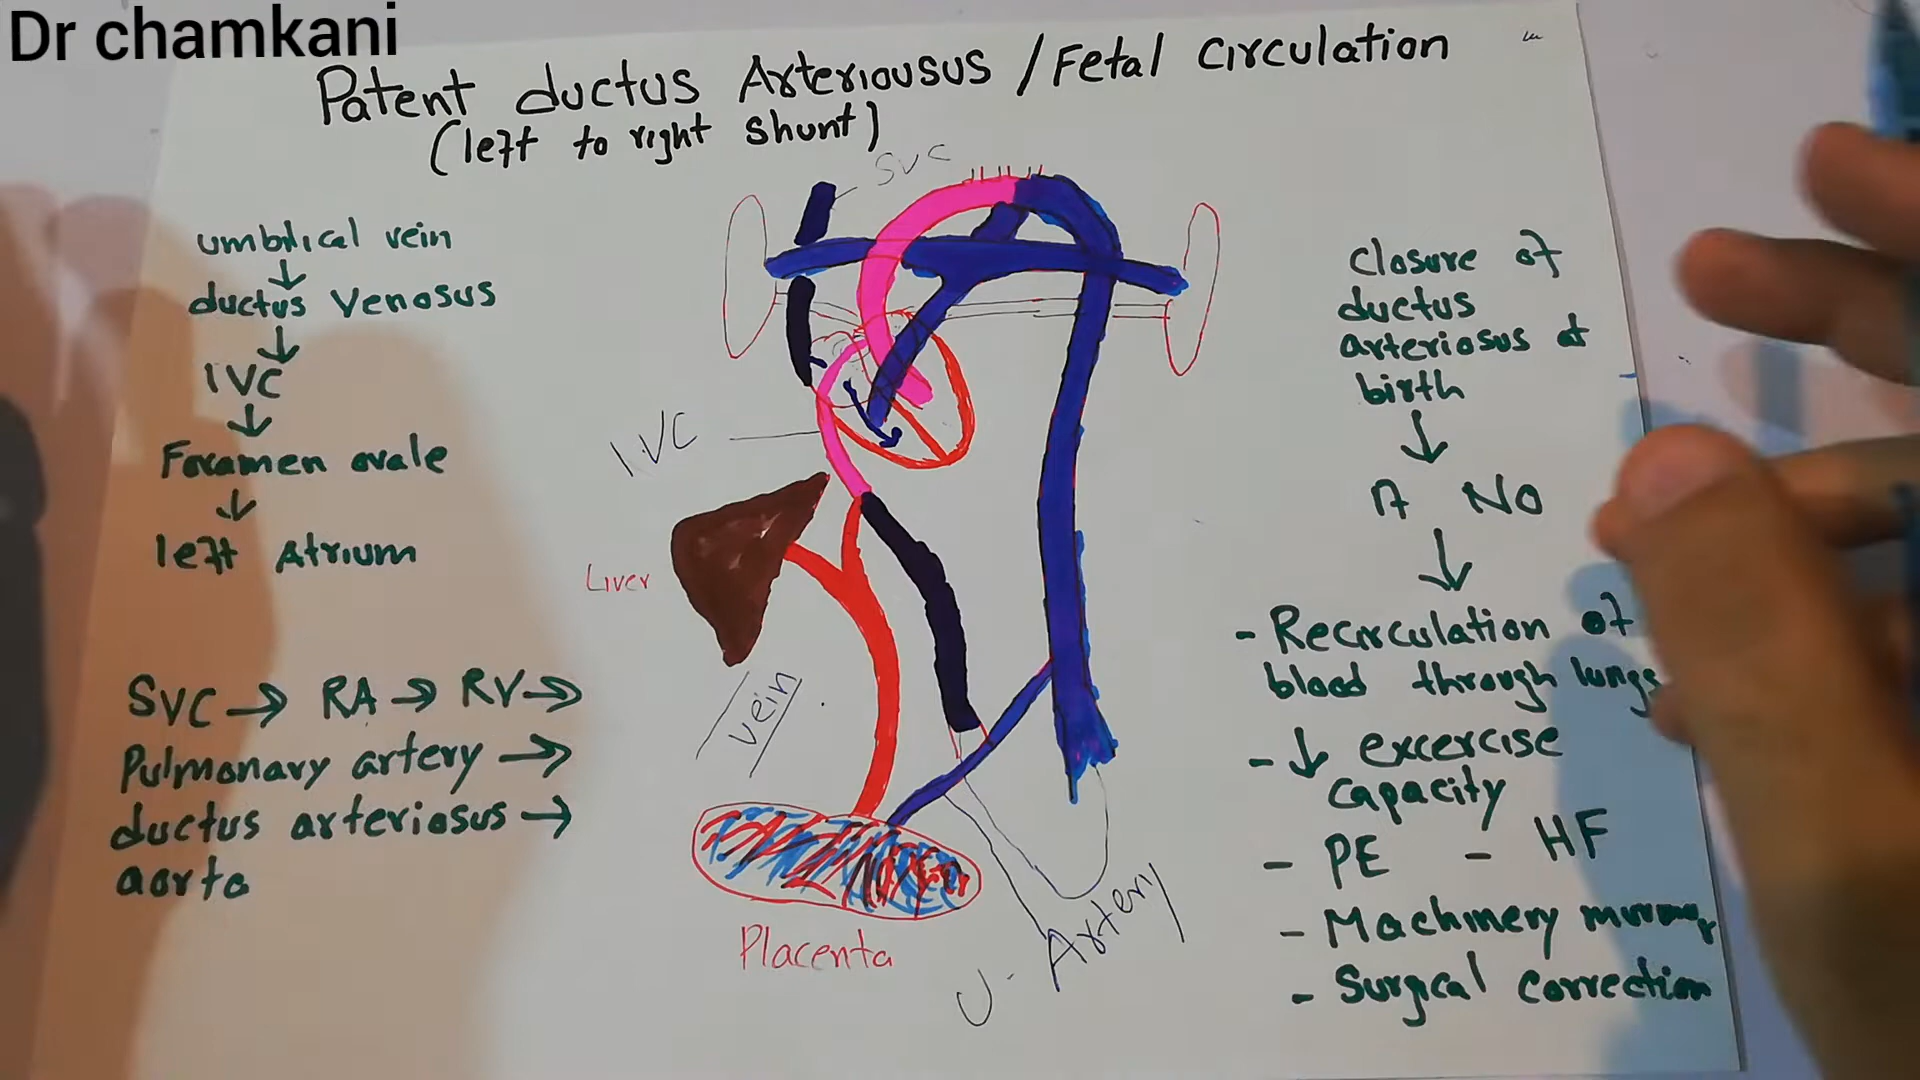 Dr chamkani
Patent ductus Arteriousus / Fetal circulation
(left to right shunt)
SVC
umbilical vein
↓
ductus Venosus
↓
IVC
↓
Foramen ovale
↓
left Atrium
SVC → RA → RV →
Pulmonary artery →
ductus arteriosus →
aorta
IVC
Liver
vein
Placenta
U. Artery
closure of
ductus
arteriosus at
birth
↓
NO
↓
- Recirculation of
blood through lungs
- ↓ excercise
capacity
- PE - HF
- Machinery murmur
- Surgical correction